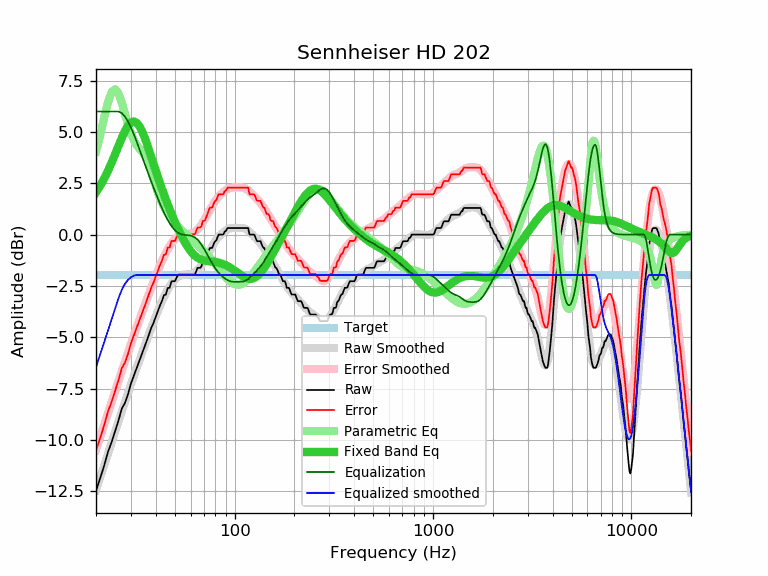 Sennheiser HD 202
7.5
5.0
2.5
0.0
−2.5
−5.0
−7.5
−10.0
−12.5
Amplitude (dBr)
Target
Raw Smoothed
Error Smoothed
Raw
Error
Parametric Eq
Fixed Band Eq
Equalization
Equalized smoothed
100
1000
10000
Frequency (Hz)